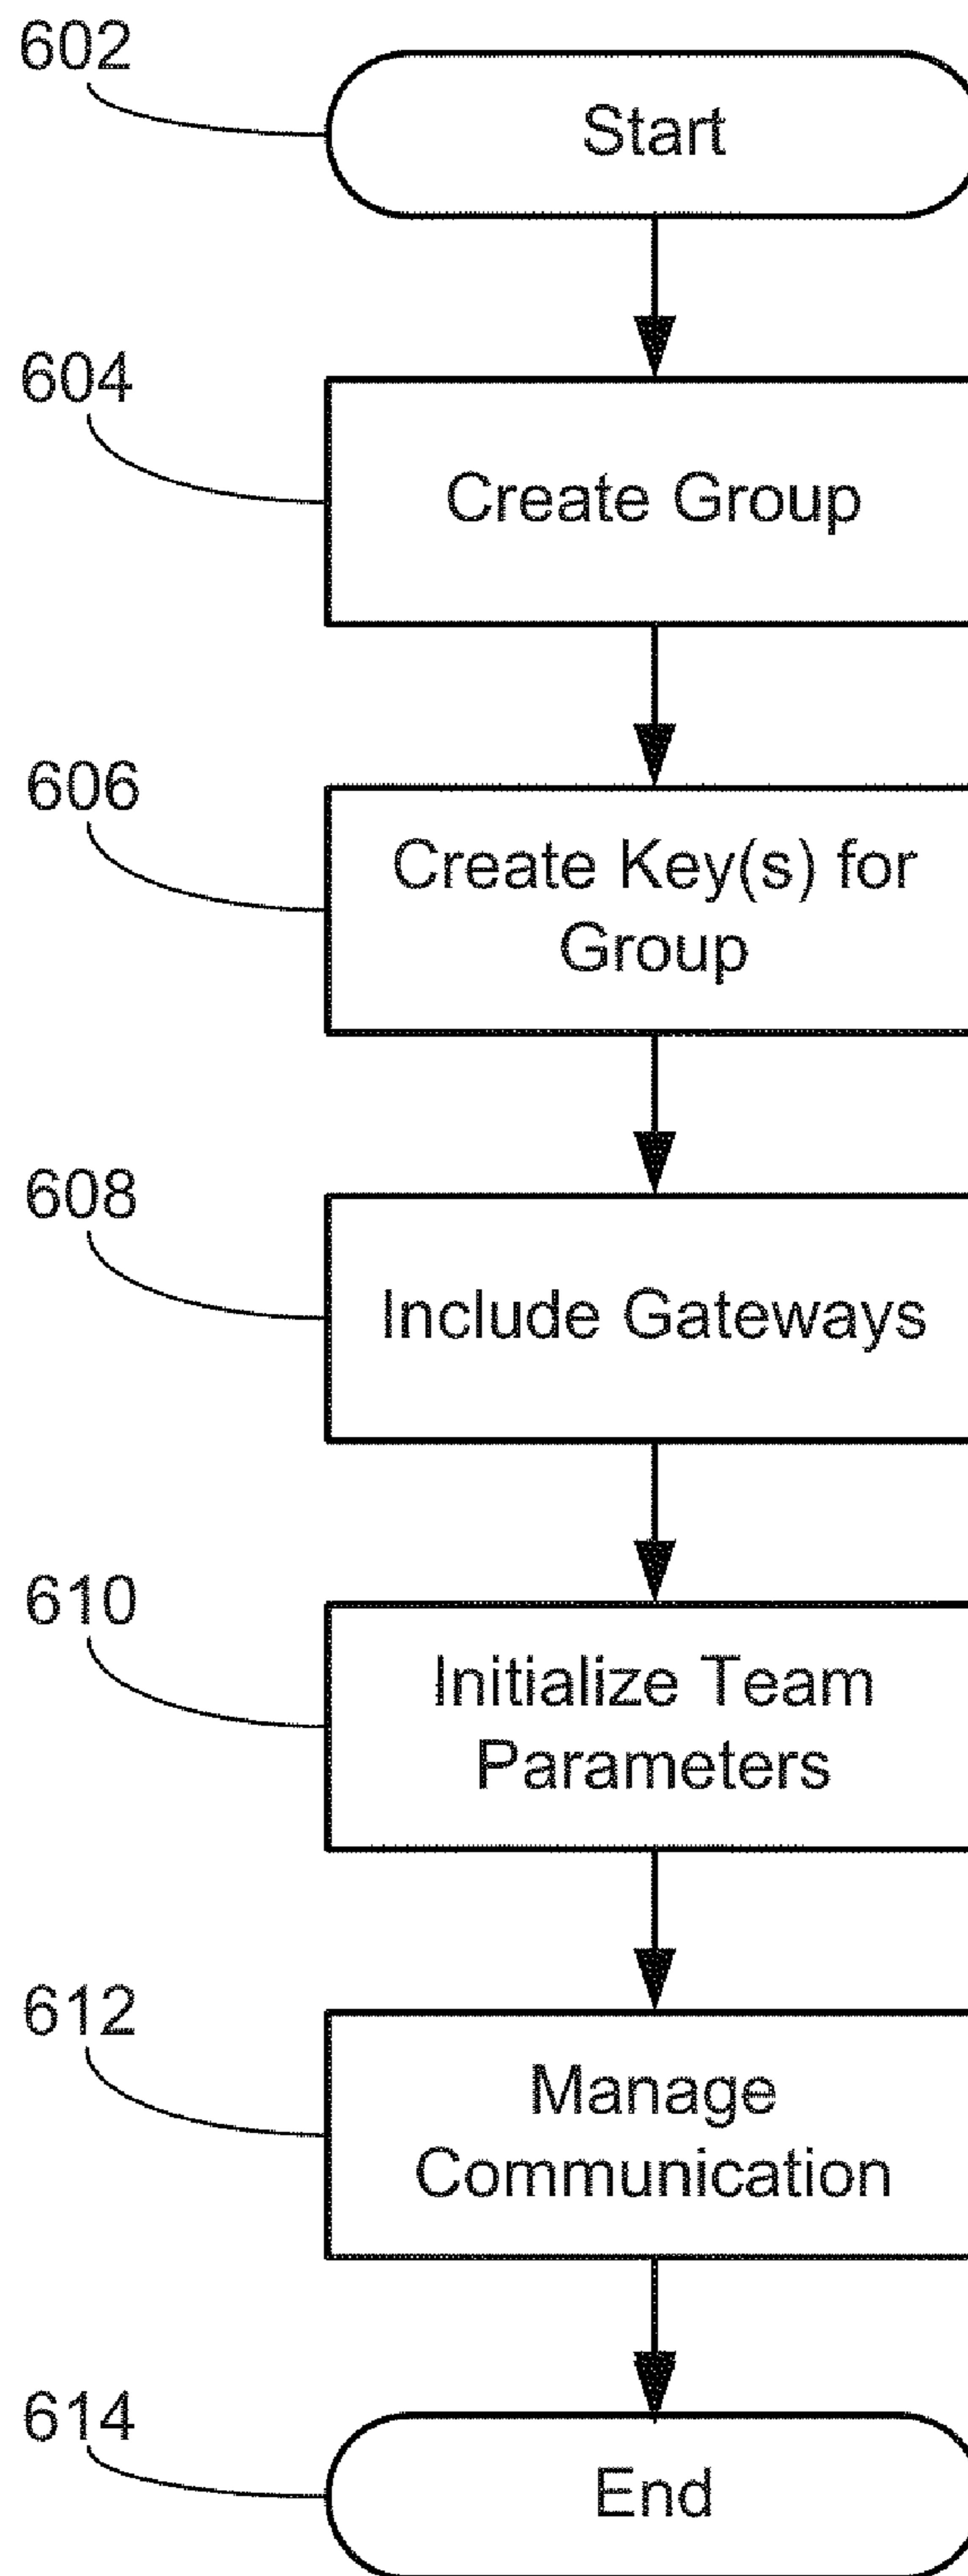 602
Start
604
Create Group
606
Create Key(s) for
Group
608
Include Gateways
610
Initialize Team
Parameters
612
Manage
Communication
614
End